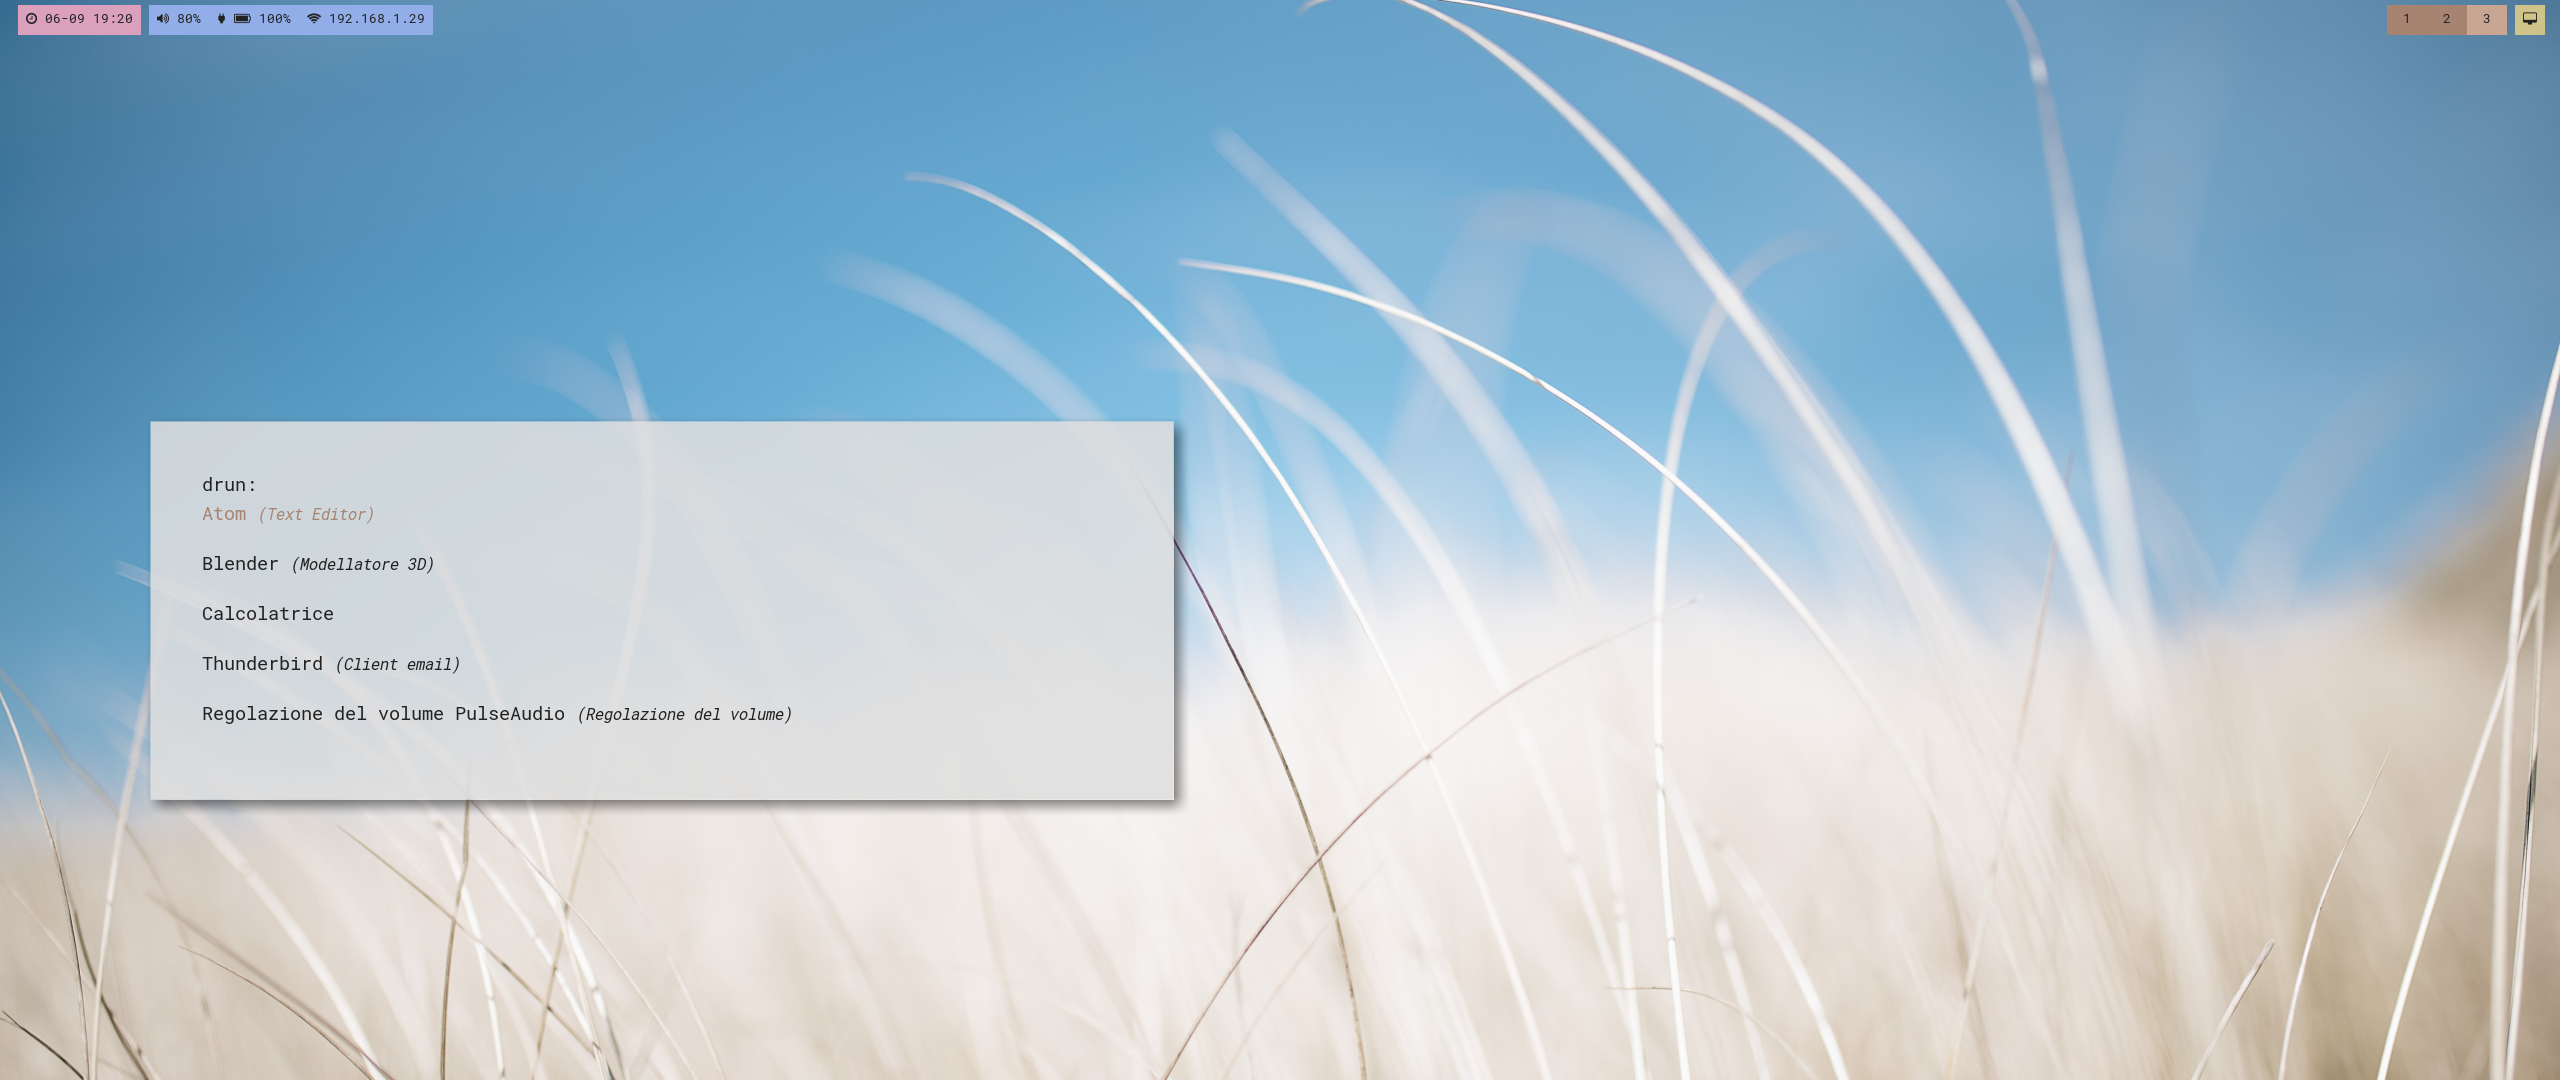 06-09 19:20 80% 100% 192.168.1.29 1 2 3
drun:
Atom (Text Editor)
Blender (Modellatore 3D)
Calcolatrice
Thunderbird (Client email)
Regolazione del volume PulseAudio (Regolazione del volume)